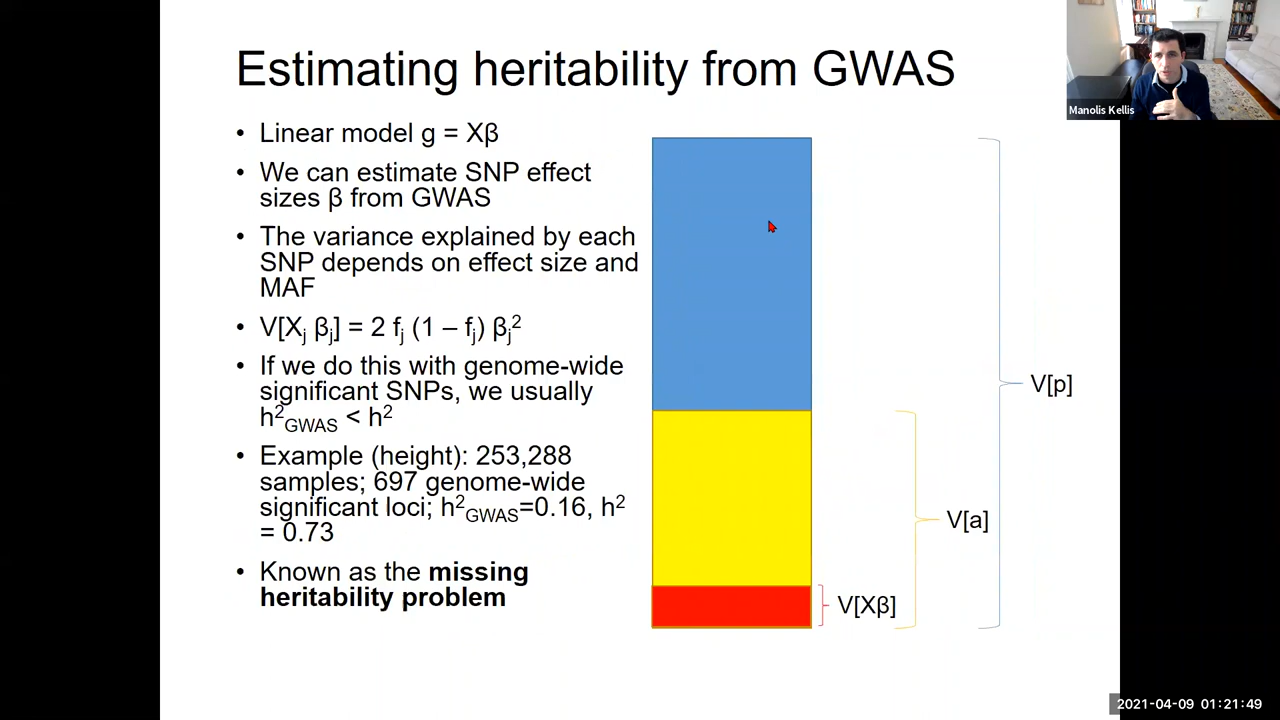 Estimating heritability from GWAS
• Linear model g = Xβ
• We can estimate SNP effect
sizes β from GWAS
• The variance explained by each
SNP depends on effect size and
MAF
• V[Xj βj] = 2 fj (1 – fj) βj²
• If we do this with genome-wide
significant SNPs, we usually
h²GWAS < h²
• Example (height): 253,288
samples; 697 genome-wide
significant loci; h²GWAS=0.16, h²
= 0.73
• Known as the missing
heritability problem
V[p]
V[a]
V[Xβ]
Manolis Kellis
2021-04-09 01:21:49